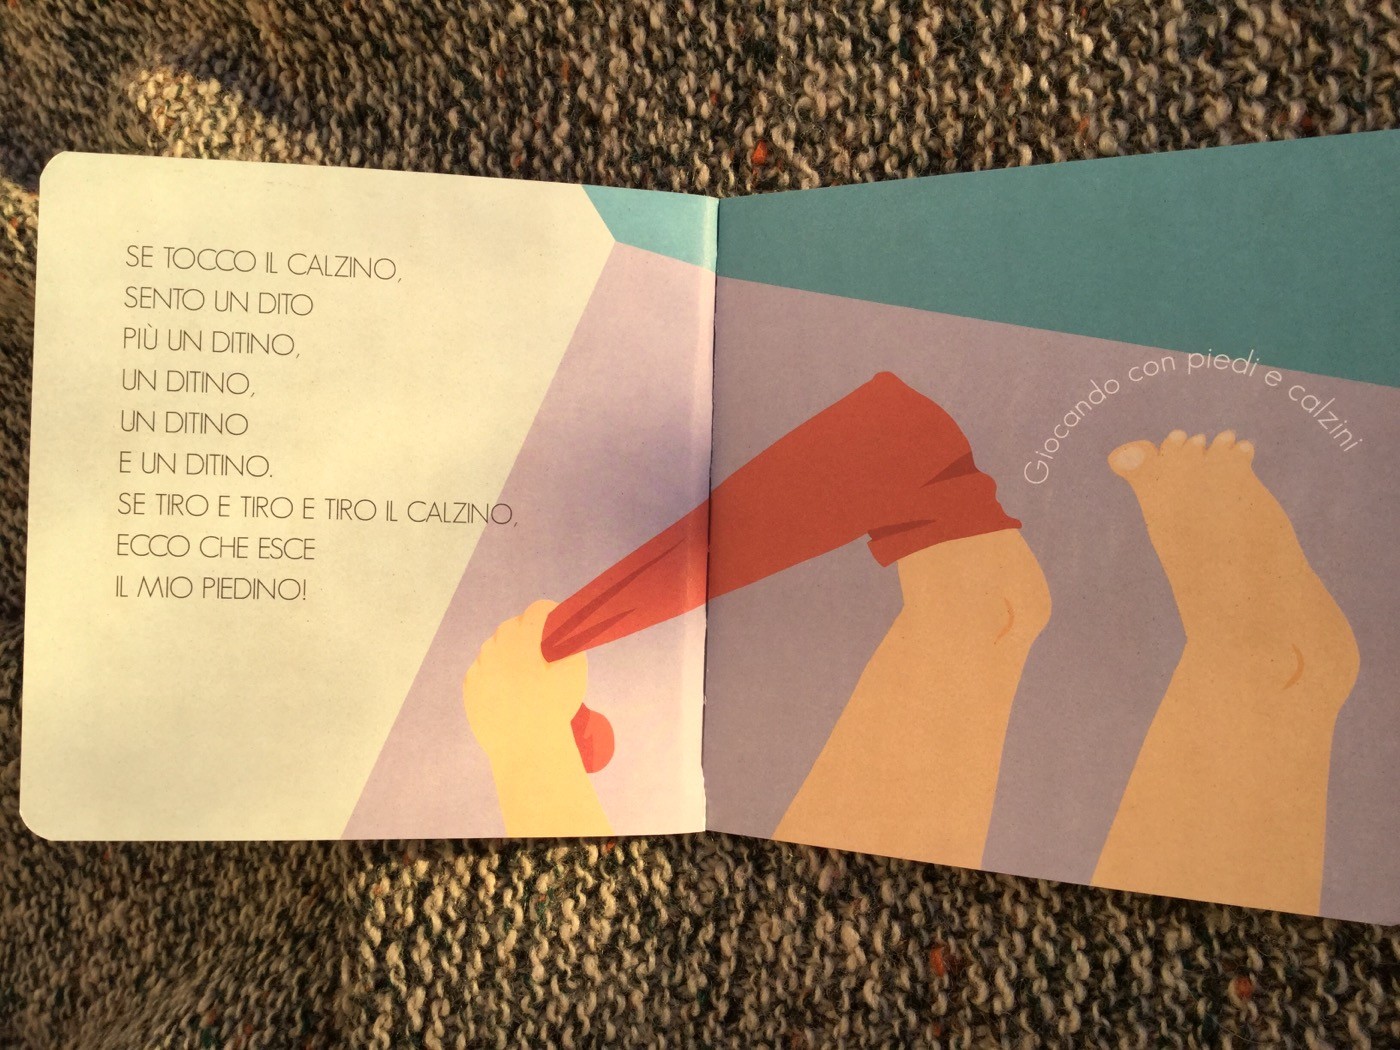 SE TOCCO IL CALZINO,
SENTO UN DITO
PIÙ UN DITINO,
UN DITINO,
UN DITINO
E UN DITINO.
SE TIRO E TIRO E TIRO IL CALZINO,
ECCO CHE ESCE
IL MIO PIEDINO!
Giocando con piedi e calzini